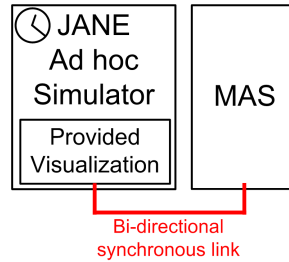 JANE
Ad hoc
Simulator
Provided
Visualization
MAS
Bi-directional
synchronous link